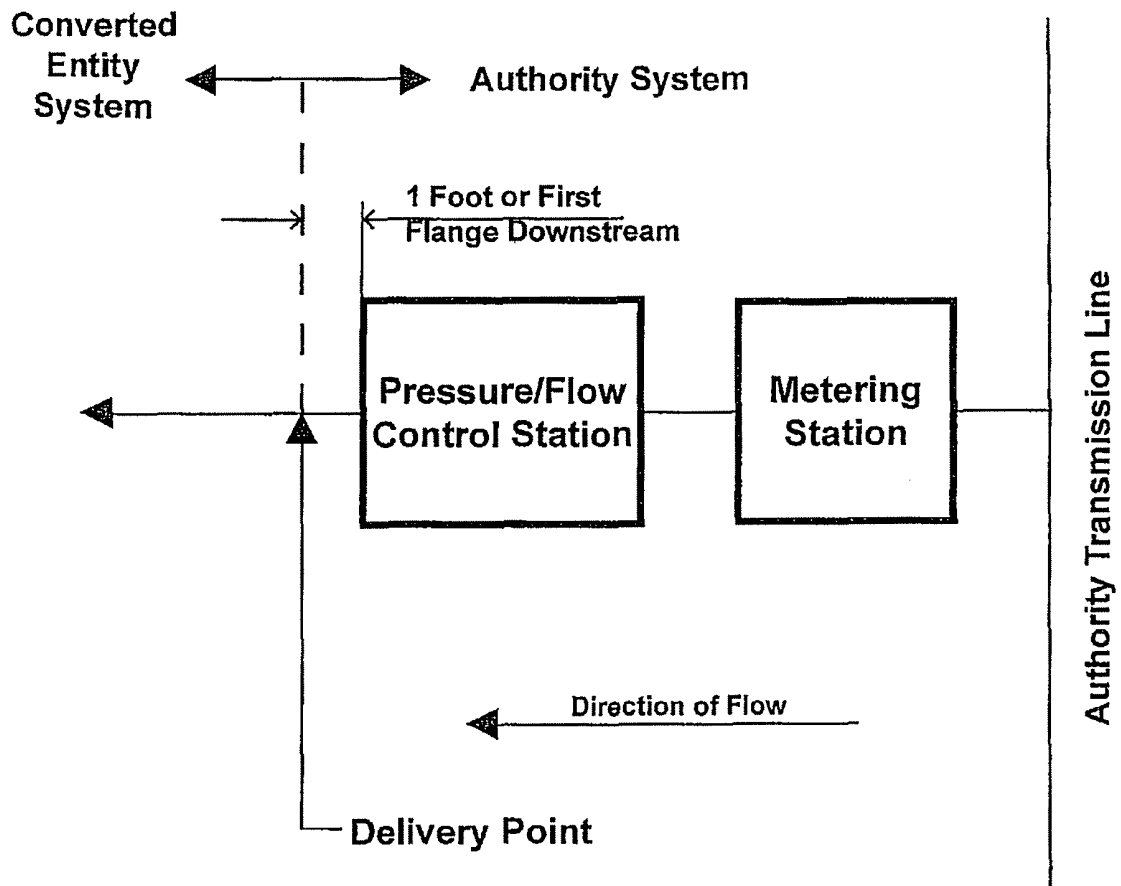 Converted
Entity
System
Authority System
1 Foot or First
Flange Downstream
Pressure/Flow
Control Station
Metering
Station
Authority Transmission Line
Direction of Flow
Delivery Point